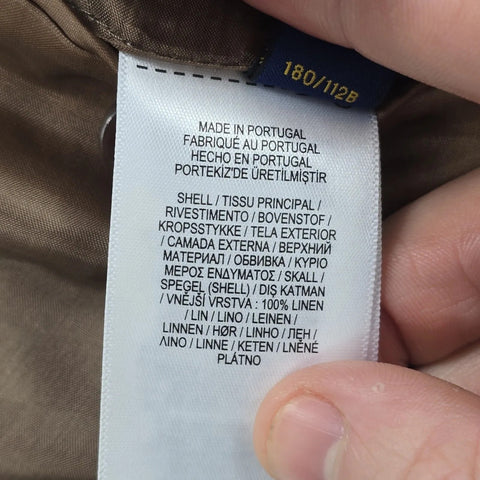 180/112B
MADE IN PORTUGAL
FABRIQUÉ AU PORTUGAL
HECHO EN PORTUGAL
PORTEKİZ'DE ÜRETİLMİŞTİR
SHELL / TISSU PRINCIPAL /
RIVESTIMENTO / BOVENSTOF /
KROPSSTYKKE / TELA EXTERIOR
/ CAMADA EXTERNA / ВЕРХНИЙ
МАТЕРИАЛ / ОБВИВКА / ΚΥΡΙΟ
ΜΕΡΟΣ ΕΝΔΥΜΑΤΟΣ / SKALL /
SPEGEL (SHELL) / DIŞ KATMAN
/ VNĚJŠÍ VRSTVA : 100% LINEN
/ LIN / LINO / LEINEN /
LINNEN / HØR / LINHO / ЛЕН /
ΛΙΝΟ / LINNE / KETEN / LNĚNÉ
PLÁTNO